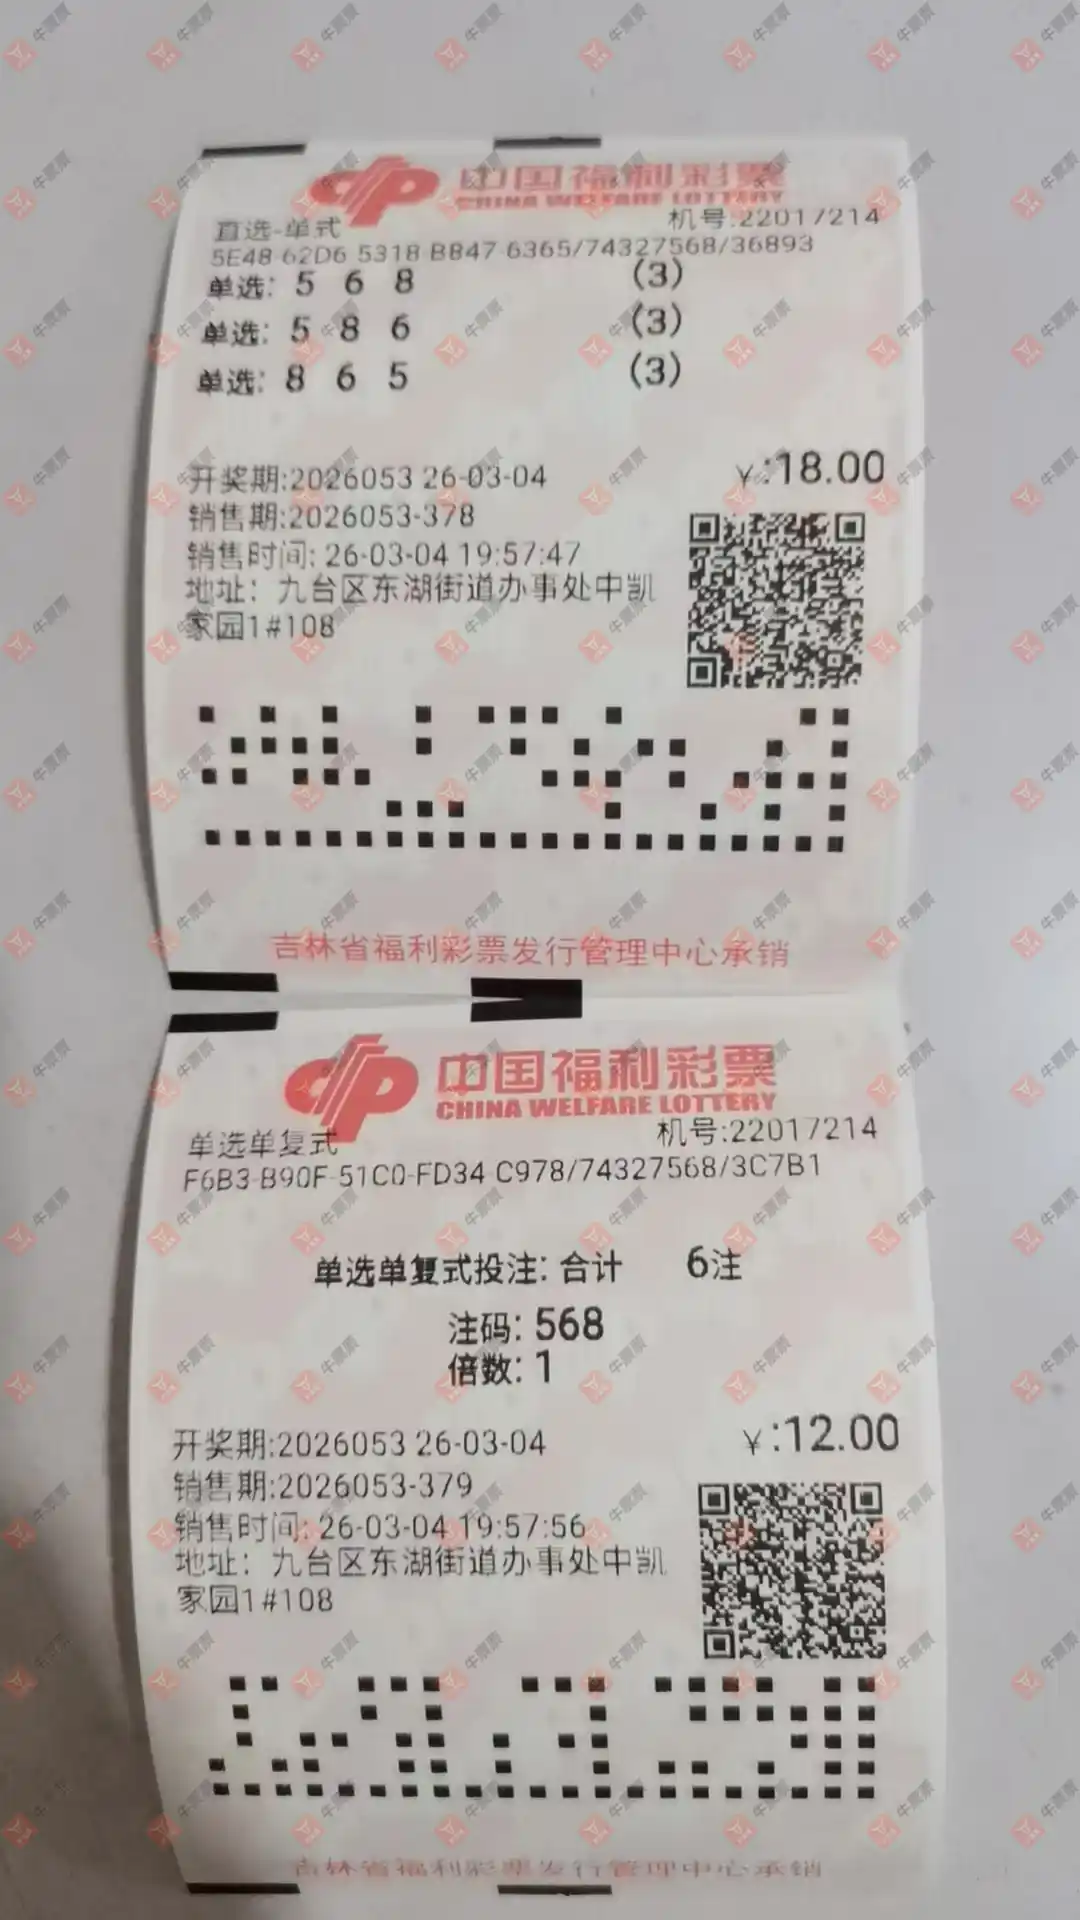 中国福利彩票
CHINA WELFARE LOTTERY
直选-单式
机号:22017214
5E48-62D6 5318-B847 6365/74327568/36893
单选: 5 6 8 (3)
单选: 5 8 6 (3)
单选: 8 6 5 (3)
开奖期:2026053 26-03-04 ¥:18.00
销售期:2026053-378
销售时间: 26-03-04 19:57:47
地址: 九台区东湖街道办事处中凯
家园1#108
吉林省福利彩票发行管理中心承销
中国福利彩票
CHINA WELFARE LOTTERY
单选单复式
机号:22017214
F6B3-B90F-51C0-FD34 C978/74327568/3C7B1
单选单复式投注: 合计 6注
注码: 568
倍数: 1
开奖期:2026053 26-03-04 ¥:12.00
销售期:2026053-379
销售时间: 26-03-04 19:57:56
地址: 九台区东湖街道办事处中凯
家园1#108
吉林省福利彩票发行管理中心承销